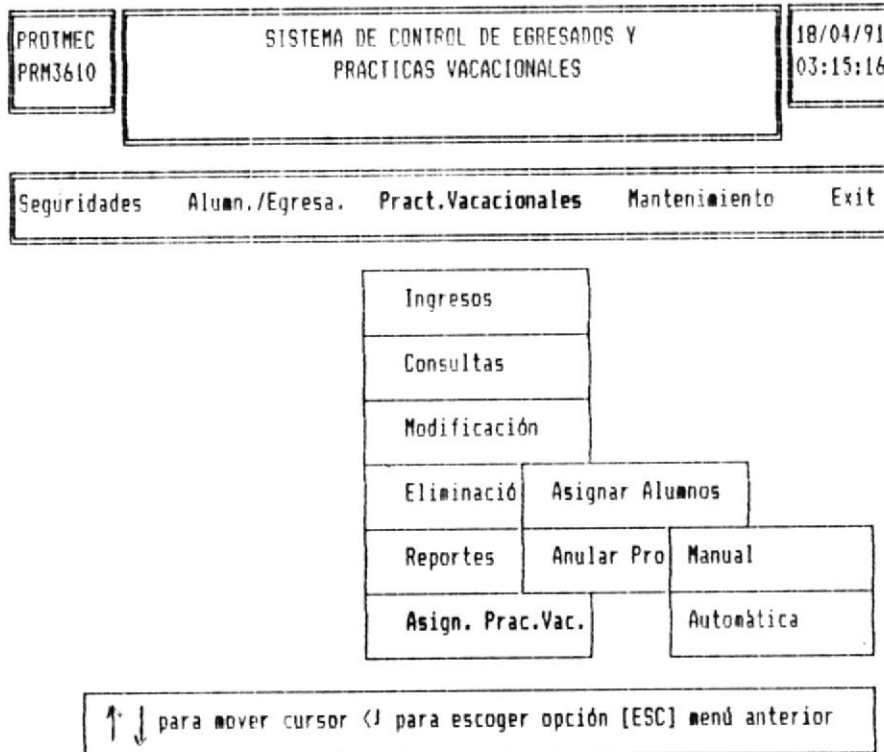 PROTMEC
PRM3610
SISTEMA DE CONTROL DE EGRESADOS Y
PRACTICAS VACACIONALES
18/04/91
03:15:16
Seguridades Alumn./Egresa. Pract.Vacacionales Mantenimiento Exit
Ingresos
Consultas
Modificación
Eliminació Asignar Alumnos
Reportes Anular Pro Manual
Asign. Prac.Vac. Automática
↑ ↓ para mover cursor <┘ para escoger opción [ESC] menú anterior